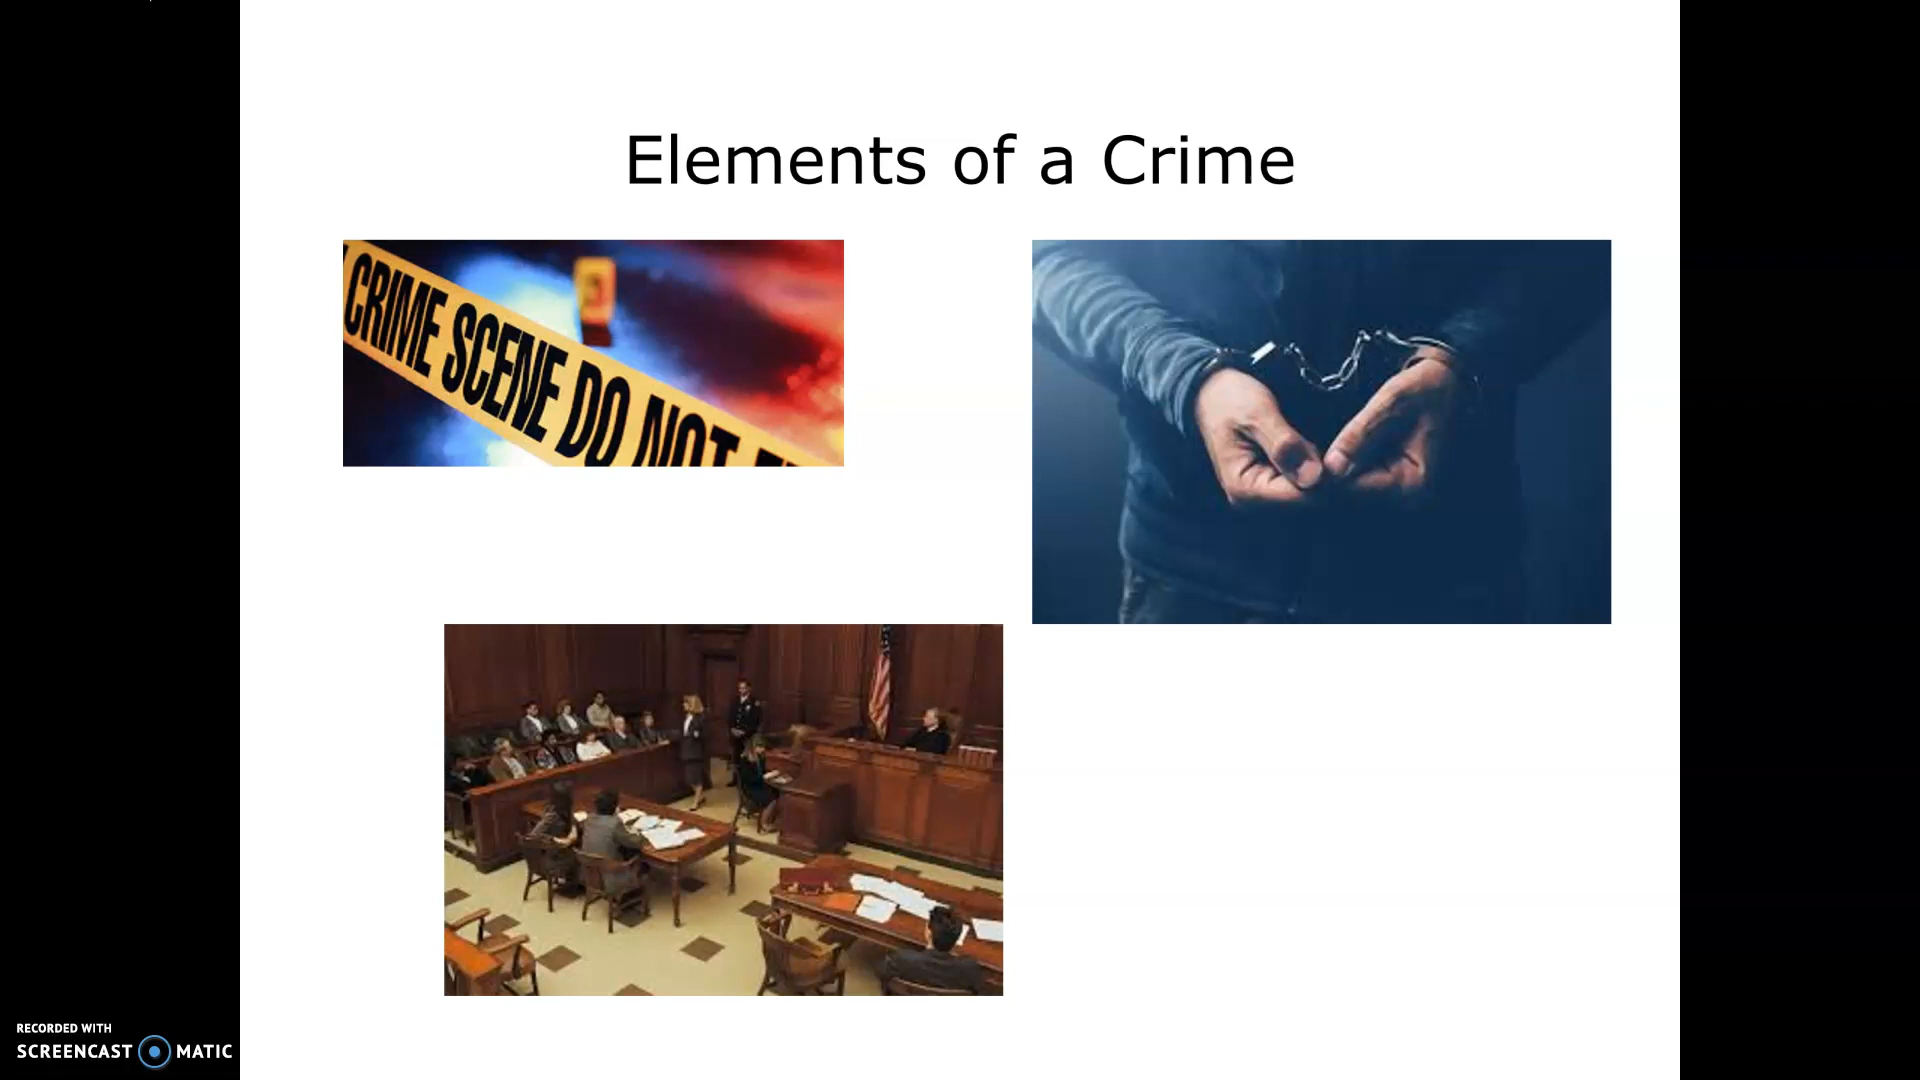 Elements of a Crime
CRIME SCENE DO NOT
RECORDED WITH
SCREENCAST MATIC